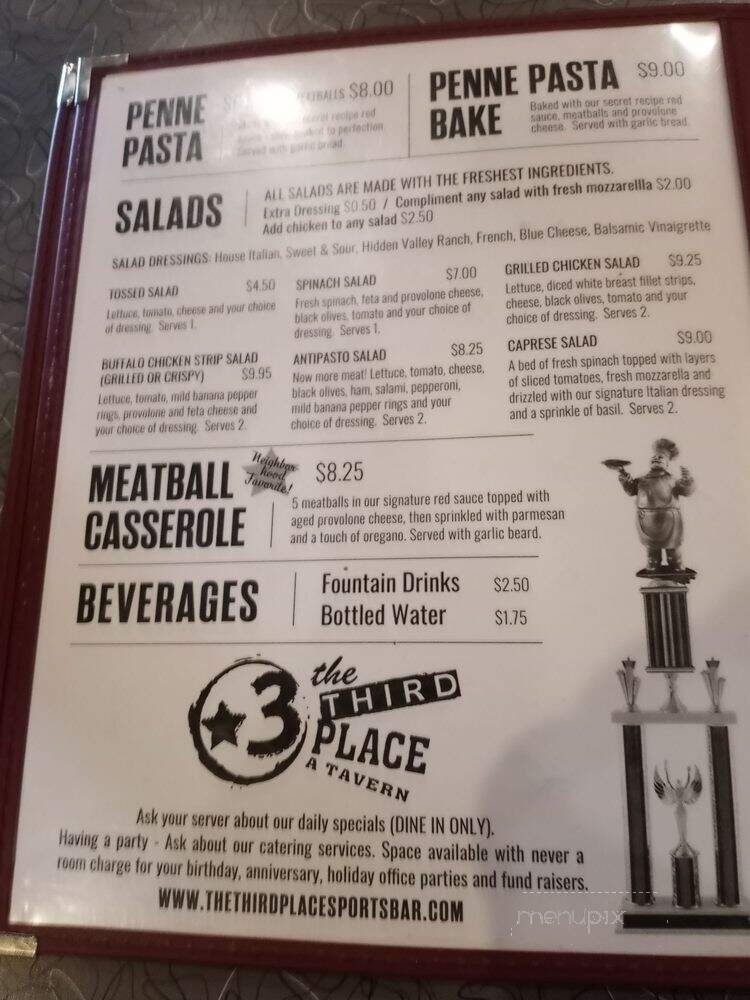 PENNE PASTA
MEATBALLS $8.00
secret recipe red
baked to perfection.
Served with garlic bread.
PENNE PASTA BAKE
$9.00
Baked with our secret recipe red
sauce, meatballs and provolone
cheese. Served with garlic bread.
SALADS
ALL SALADS ARE MADE WITH THE FRESHEST INGREDIENTS.
Extra Dressing $0.50 / Compliment any salad with fresh mozzarellla $2.00
Add chicken to any salad $2.50
SALAD DRESSINGS: House Italian, Sweet & Sour, Hidden Valley Ranch, French, Blue Cheese, Balsamic Vinaigrette
TOSSED SALAD $4.50
Lettuce, tomato, cheese and your choice
of dressing. Serves 1.
SPINACH SALAD $7.00
Fresh spinach, feta and provolone cheese,
black olives, tomato and your choice of
dressing. Serves 1.
GRILLED CHICKEN SALAD $9.25
Lettuce, diced white breast fillet strips,
cheese, black olives, tomato and your
choice of dressing. Serves 2.
BUFFALO CHICKEN STRIP SALAD
(GRILLED OR CRISPY) $9.95
Lettuce, tomato, mild banana pepper
rings, provolone and feta cheese and
your choice of dressing. Serves 2.
ANTIPASTO SALAD $8.25
Now more meat! Lettuce, tomato, cheese,
black olives, ham, salami, pepperoni,
mild banana pepper rings and your
choice of dressing. Serves 2.
CAPRESE SALAD $9.00
A bed of fresh spinach topped with layers
of sliced tomatoes, fresh mozzarella and
drizzled with our signature Italian dressing
and a sprinkle of basil. Serves 2.
MEATBALL
CASSEROLE
Neighbor
hood
Favorite!
$8.25
5 meatballs in our signature red sauce topped with
aged provolone cheese, then sprinkled with parmesan
and a touch of oregano. Served with garlic beard.
BEVERAGES
Fountain Drinks $2.50
Bottled Water $1.75
3 the
THIRD
PLACE
A TAVERN
Ask your server about our daily specials (DINE IN ONLY).
Having a party - Ask about our catering services. Space available with never a
room charge for your birthday, anniversary, holiday office parties and fund raisers.
WWW.THETHIRDPLACESPORTSBAR.COM
menupix